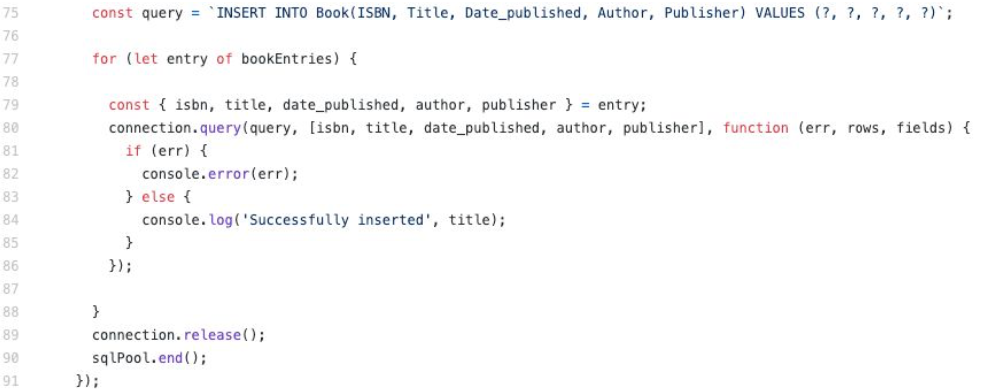 75 const query = `INSERT INTO Book(ISBN, Title, Date_published, Author, Publisher) VALUES (?, ?, ?, ?, ?)`;
76
77 for (let entry of bookEntries) {
78
79 const { isbn, title, date_published, author, publisher } = entry;
80 connection.query(query, [isbn, title, date_published, author, publisher], function (err, rows, fields) {
81 if (err) {
82 console.error(err);
83 } else {
84 console.log('Successfully inserted', title);
85 }
86 });
87
88 }
89 connection.release();
90 sqlPool.end();
91 });